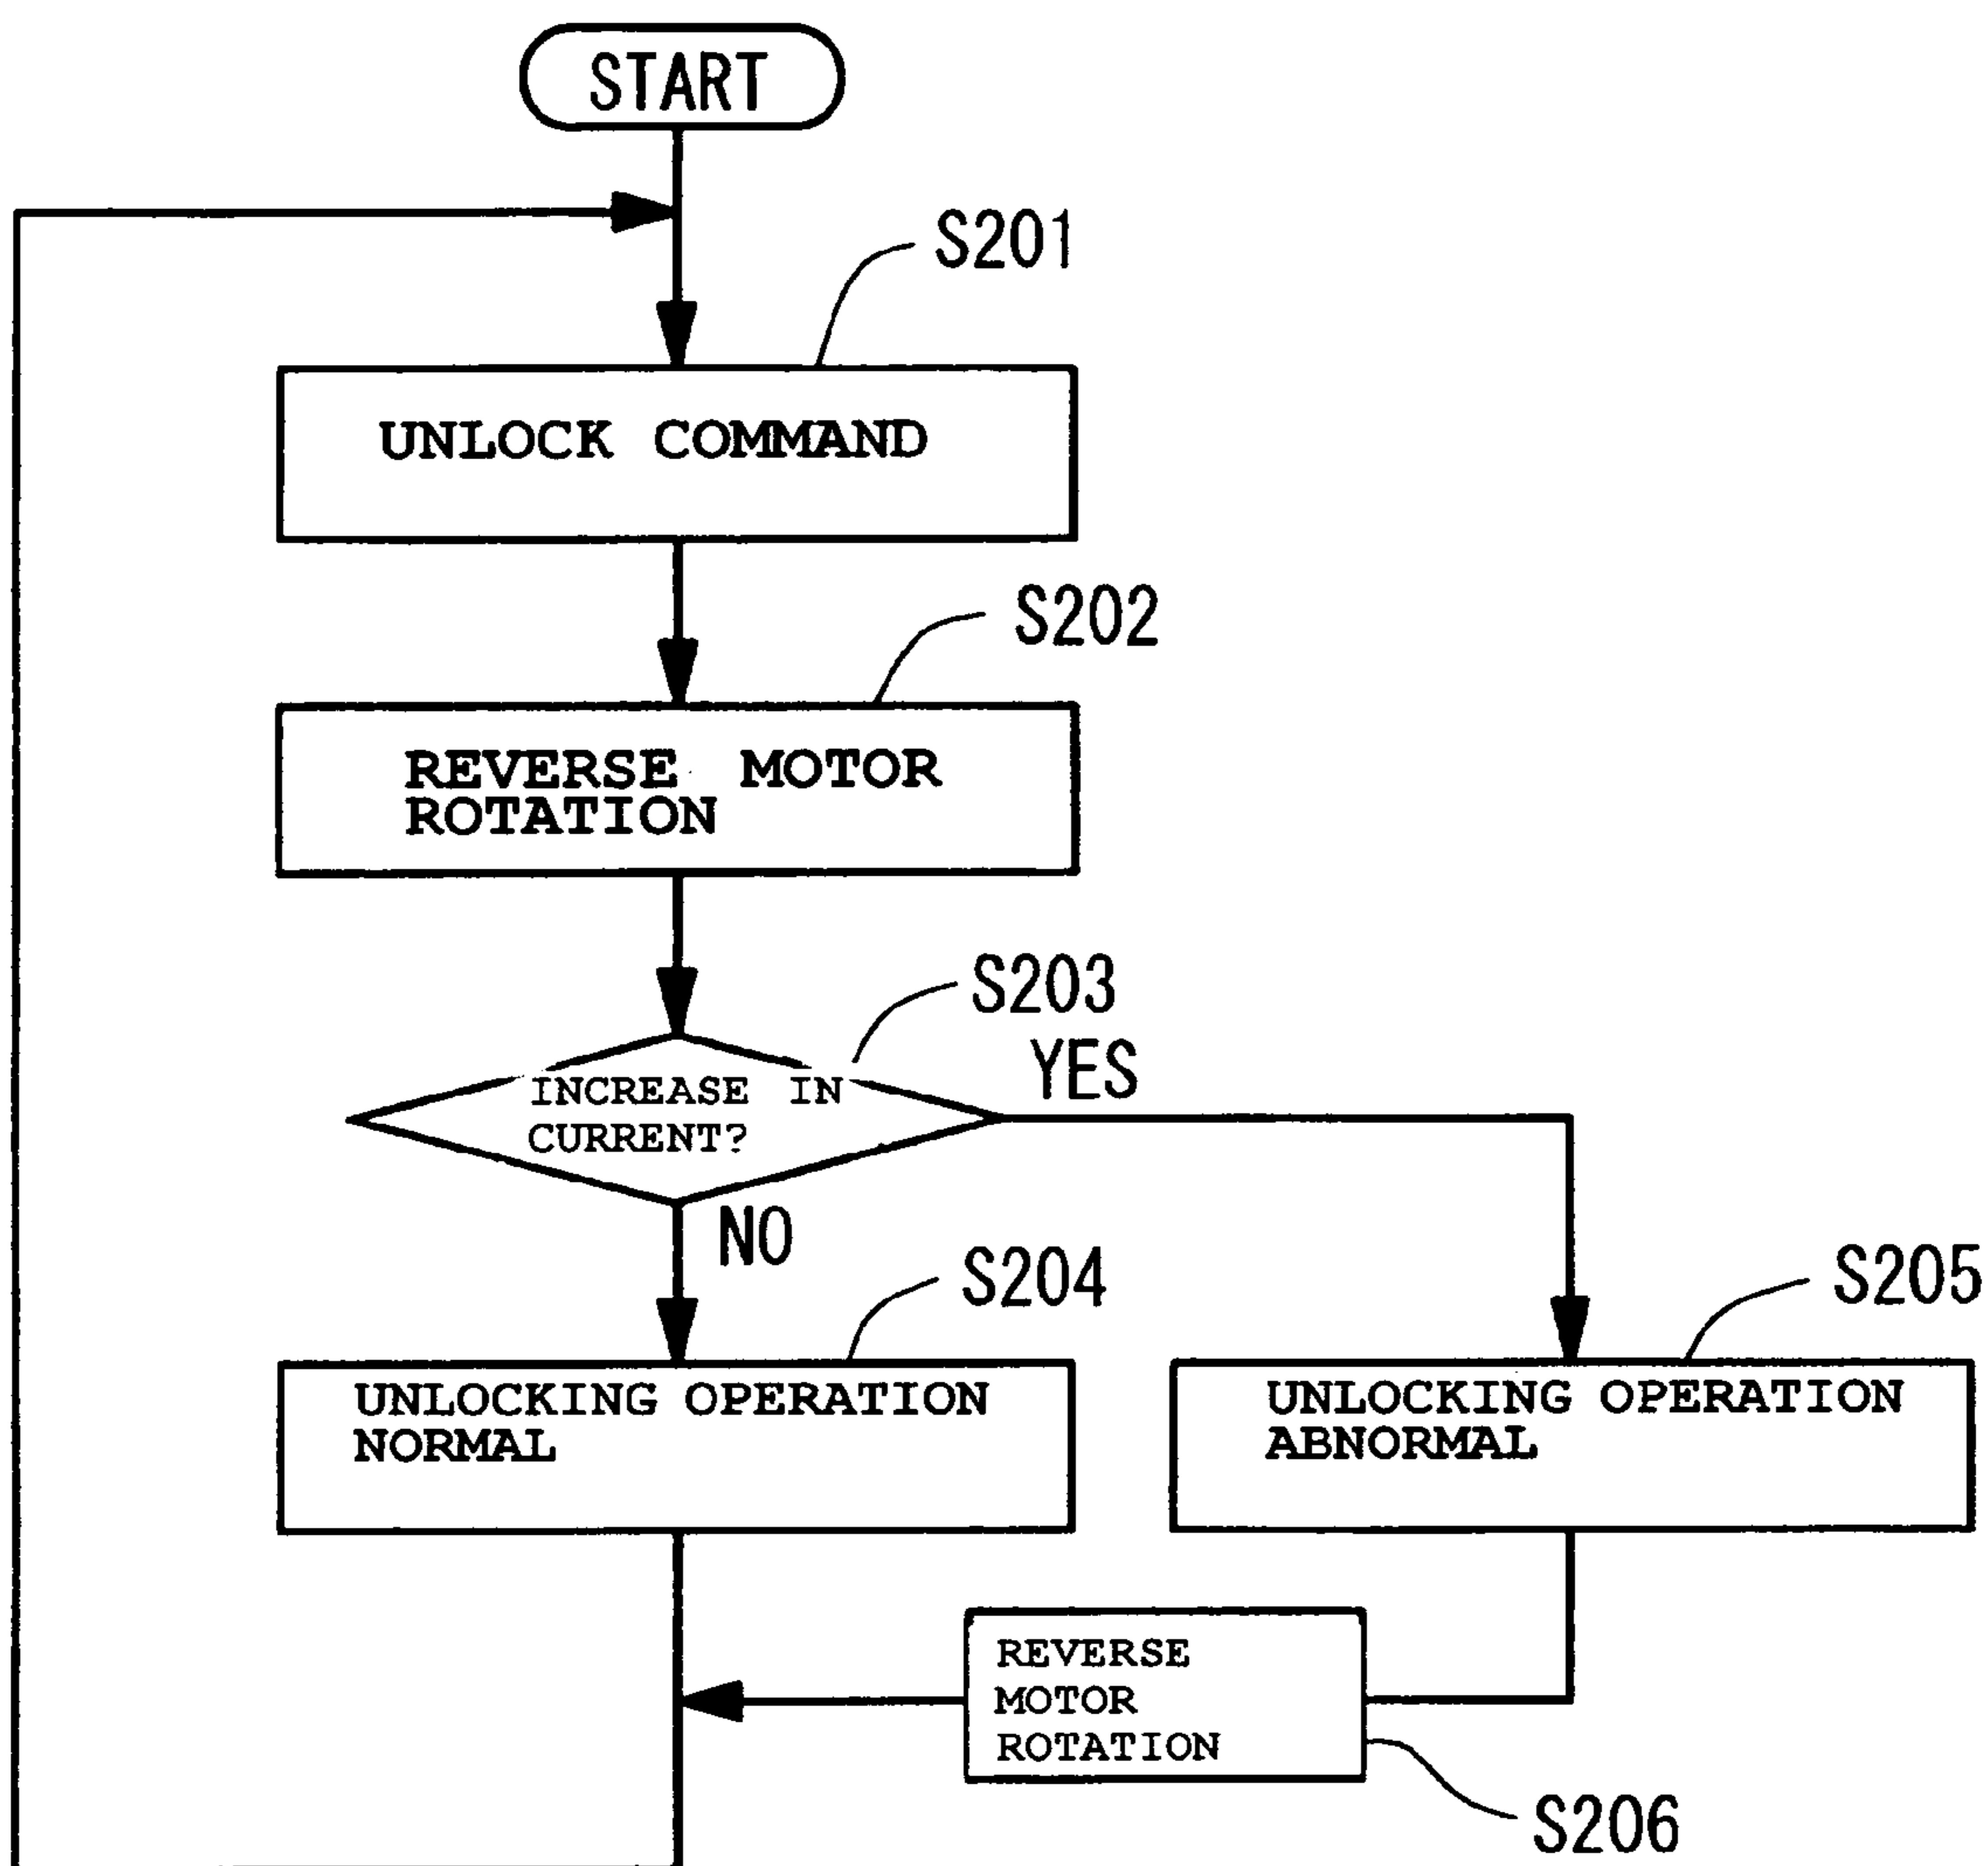 START
S201
UNLOCK COMMAND
S202
REVERSE MOTOR
ROTATION
S203
YES
INCREASE IN
CURRENT?
NO
S204
S205
UNLOCKING OPERATION
NORMAL
UNLOCKING OPERATION
ABNORMAL
REVERSE
MOTOR
ROTATION
S206